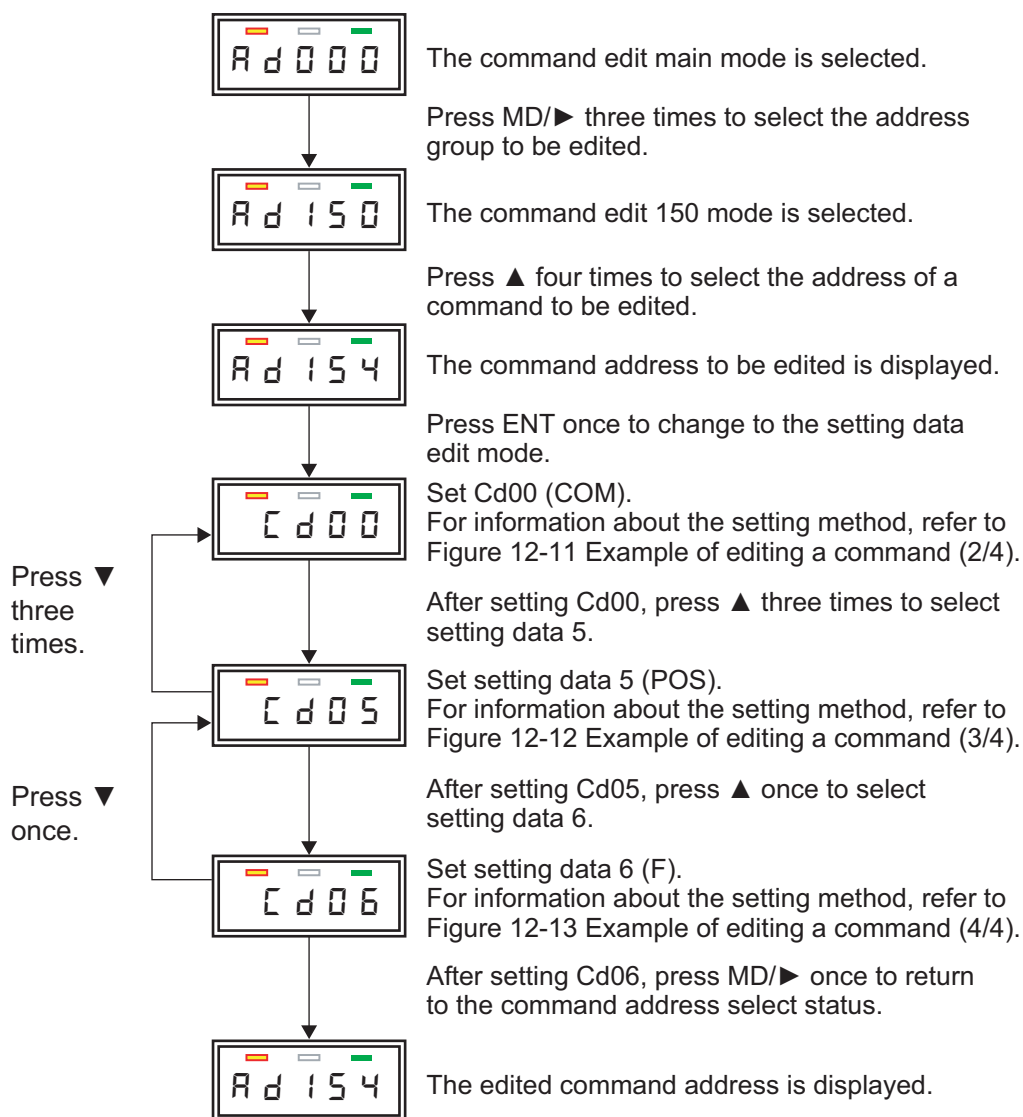 Ad000
The command edit main mode is selected.
Press MD/► three times to select the address
group to be edited.
Ad150
The command edit 150 mode is selected.
Press ▲ four times to select the address of a
command to be edited.
Ad154
The command address to be edited is displayed.
Press ENT once to change to the setting data
edit mode.
Cd00
Set Cd00 (COM).
For information about the setting method, refer to
Figure 12-11 Example of editing a command (2/4).
Press ▼
three
times.
After setting Cd00, press ▲ three times to select
setting data 5.
Cd05
Set setting data 5 (POS).
For information about the setting method, refer to
Figure 12-12 Example of editing a command (3/4).
Press ▼
once.
After setting Cd05, press ▲ once to select
setting data 6.
Cd06
Set setting data 6 (F).
For information about the setting method, refer to
Figure 12-13 Example of editing a command (4/4).
After setting Cd06, press MD/► once to return
to the command address select status.
Ad154
The edited command address is displayed.